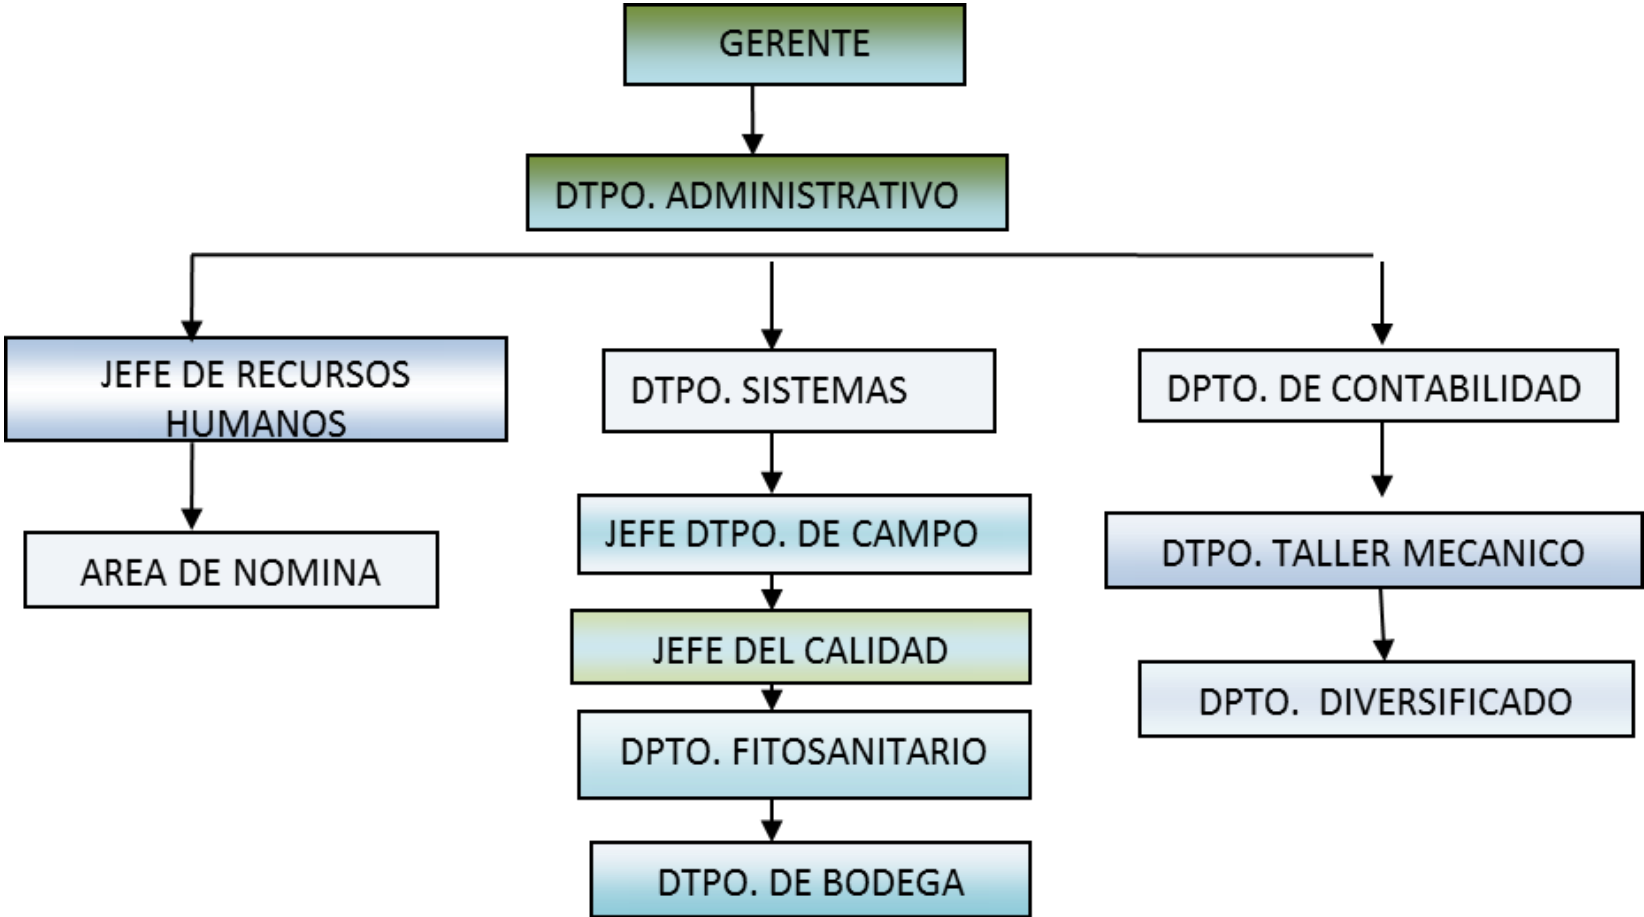 GERENTE
DTPO. ADMINISTRATIVO
JEFE DE RECURSOS
HUMANOS
DTPO. SISTEMAS
DPTO. DE CONTABILIDAD
AREA DE NOMINA
JEFE DTPO. DE CAMPO
DTPO. TALLER MECANICO
JEFE DEL CALIDAD
DPTO. DIVERSIFICADO
DPTO. FITOSANITARIO
DTPO. DE BODEGA